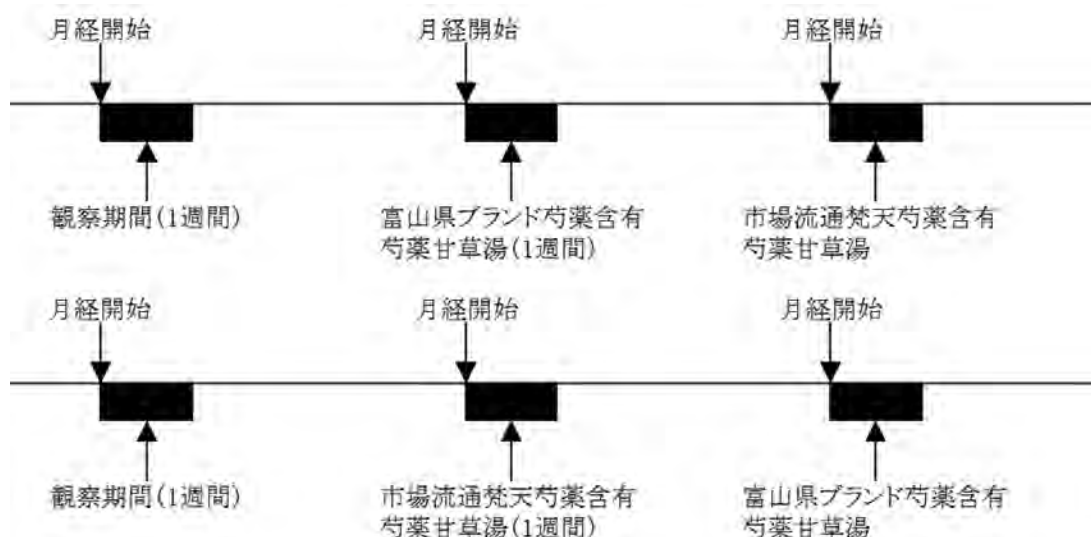 月経開始 月経開始 月経開始
観察期間(1週間) 富山県ブランド芍薬含有 市場流通梵天芍薬含有
芍薬甘草湯(1週間) 芍薬甘草湯
月経開始 月経開始 月経開始
観察期間(1週間) 市場流通梵天芍薬含有 富山県ブランド芍薬含有
芍薬甘草湯(1週間) 芍薬甘草湯